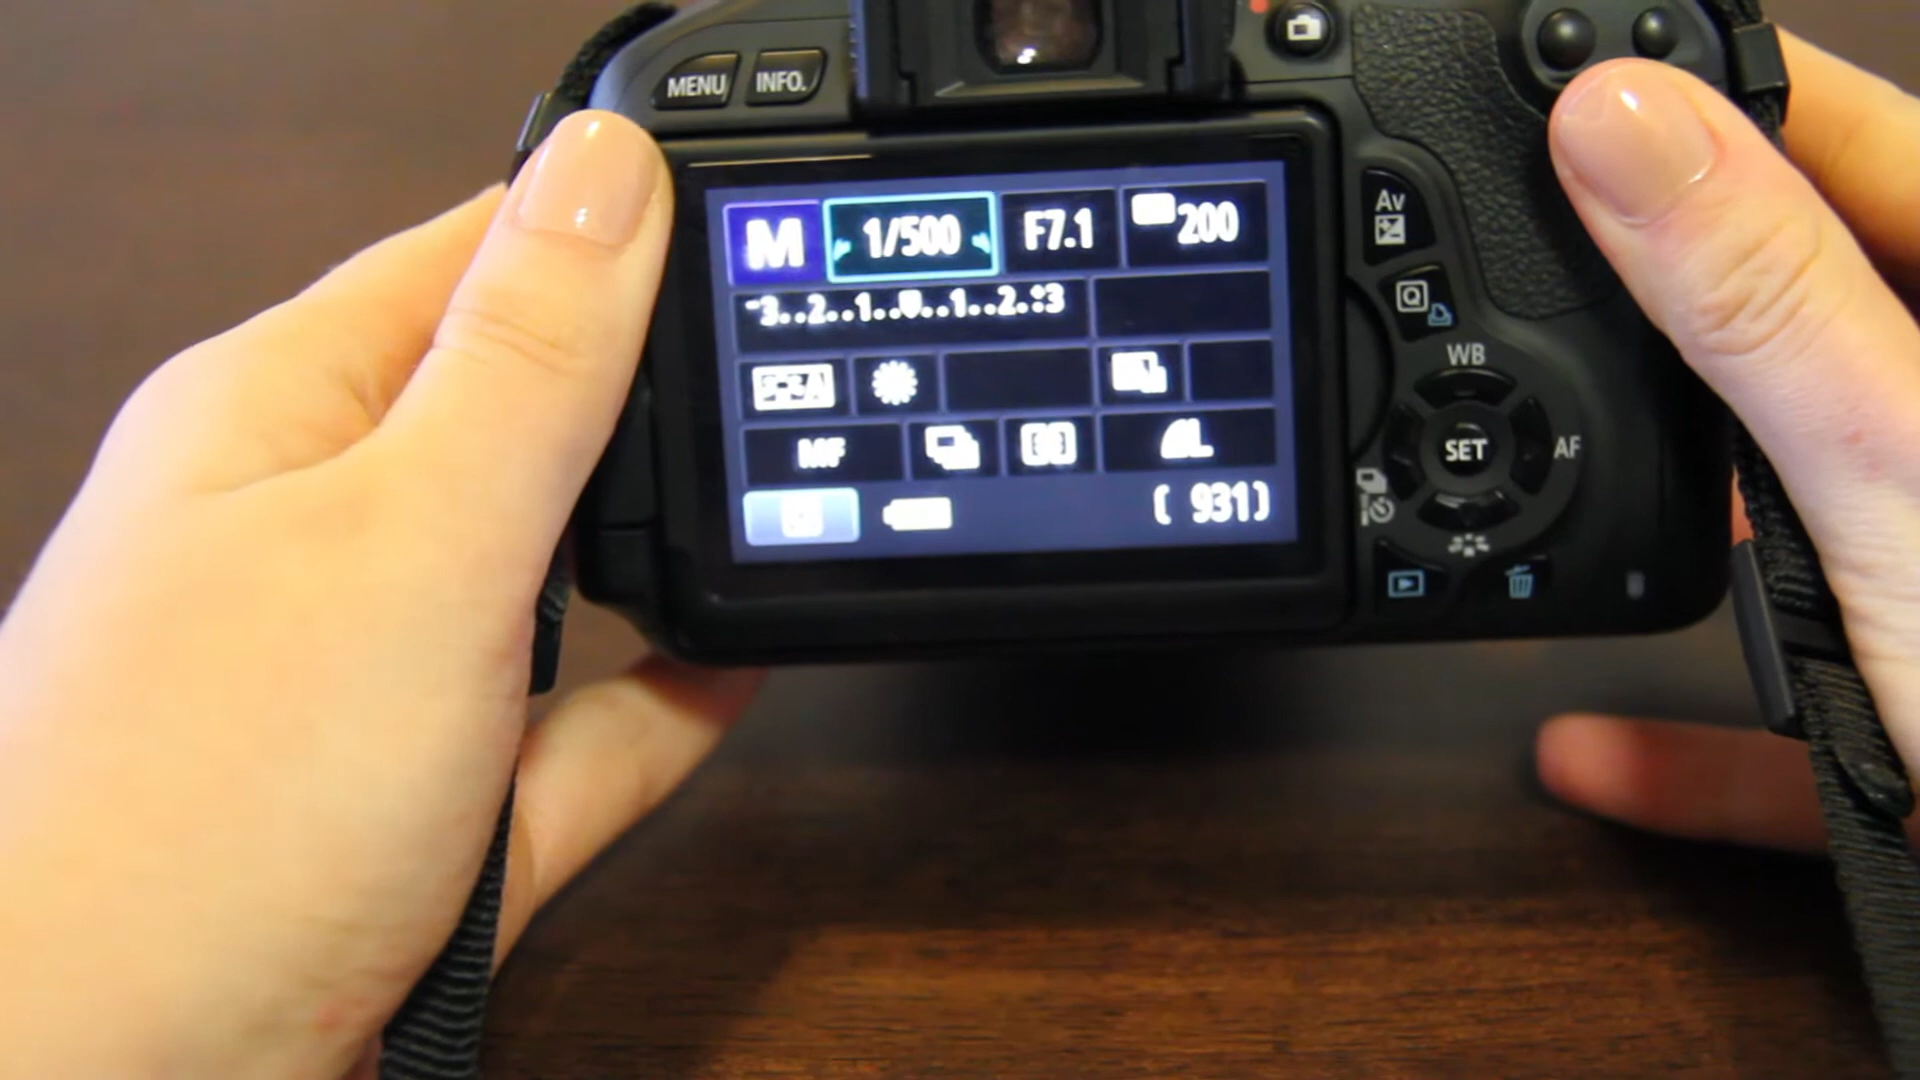 MENU INFO.
M 1/500 F7.1 200
-3..2..1..0..1..2.:3
MF L
( 931)
Av
Q
WB
SET AF